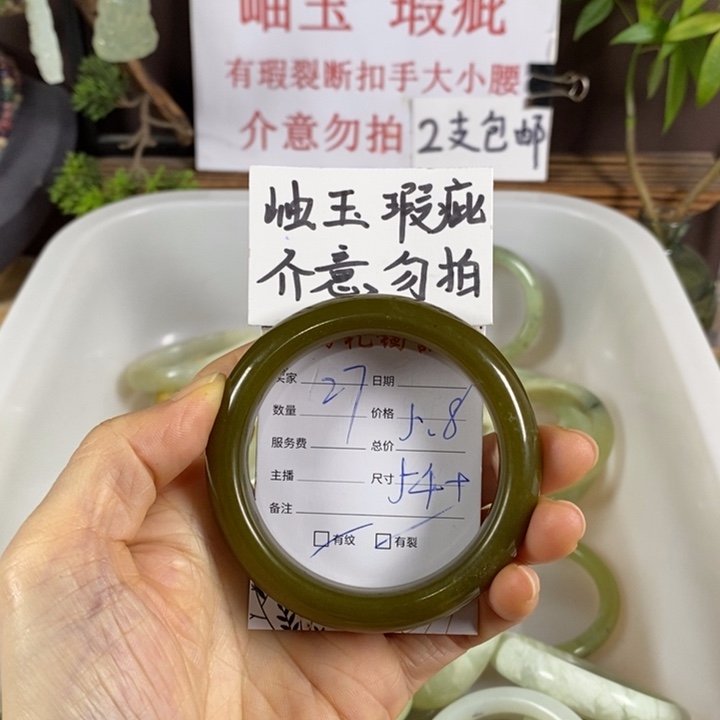 岫玉 瑕疵
有瑕裂断扣手大小腰
介意勿拍 2支包邮
岫玉 瑕疵
介意勿拍
买家 27 日期
数量 价格 5.8
服务费 总价
主播 尺寸 54+
备注
有纹 有裂